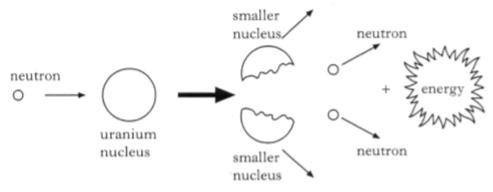 neutron
uranium
nucleus
smaller
nucleus
smaller
nucleus
neutron
neutron
+
energy